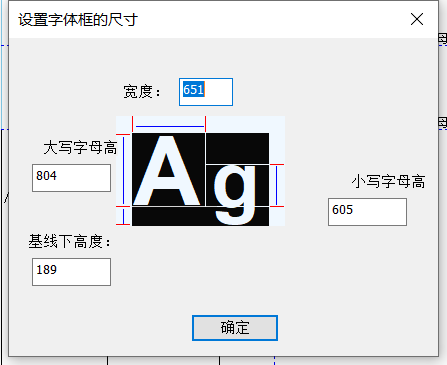 设置字体框的尺寸
宽度：
651
大写字母高
804
Ag
小写字母高
605
基线下高度：
189
确定